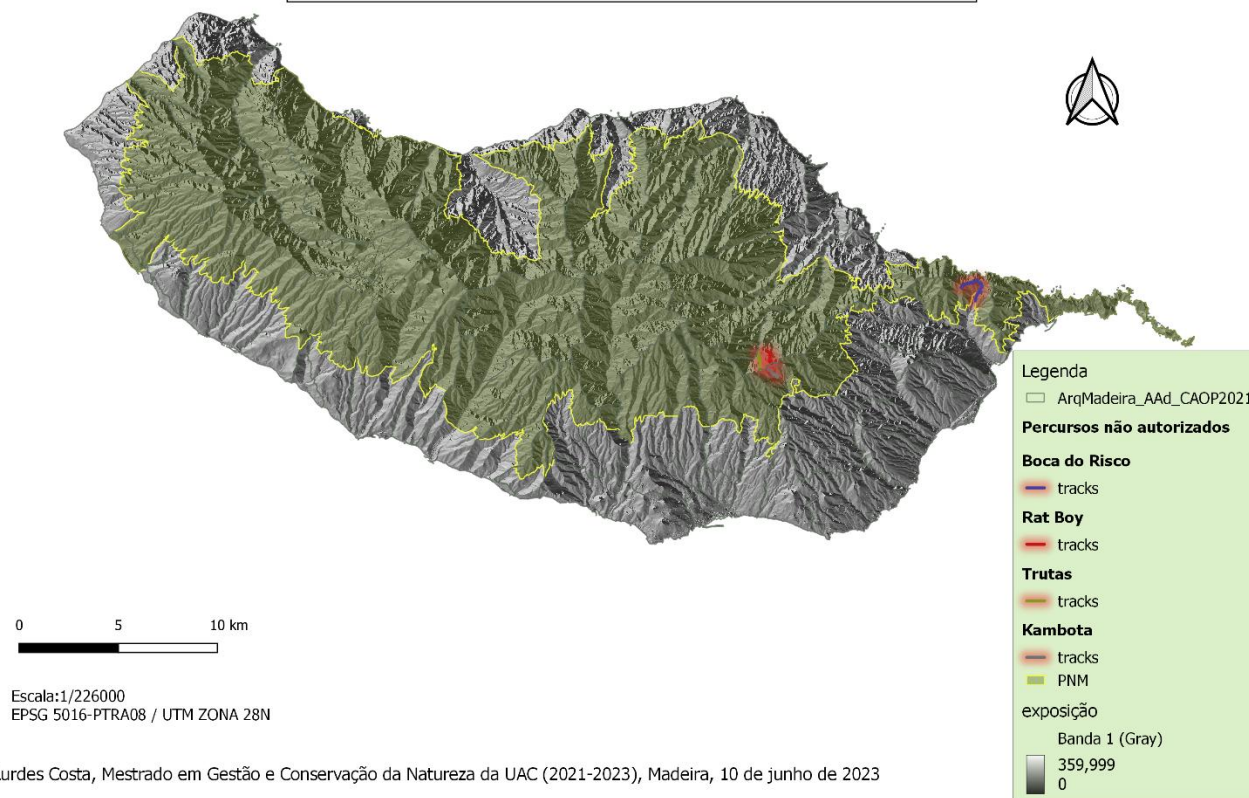 Legenda
ArqMadeira_AAd_CAOP2021
Percursos não autorizados
Boca do Risco
tracks
Rat Boy
tracks
Trutas
tracks
Kambota
tracks
PNM
exposição
Banda 1 (Gray)
359,999
0
0 5 10 km
Escala:1/226000
EPSG 5016-PTRA08 / UTM ZONA 28N
Costa, Mestrado em Gestão e Conservação da Natureza da UAC (2021-2023), Madeira, 10 de junho de 2023